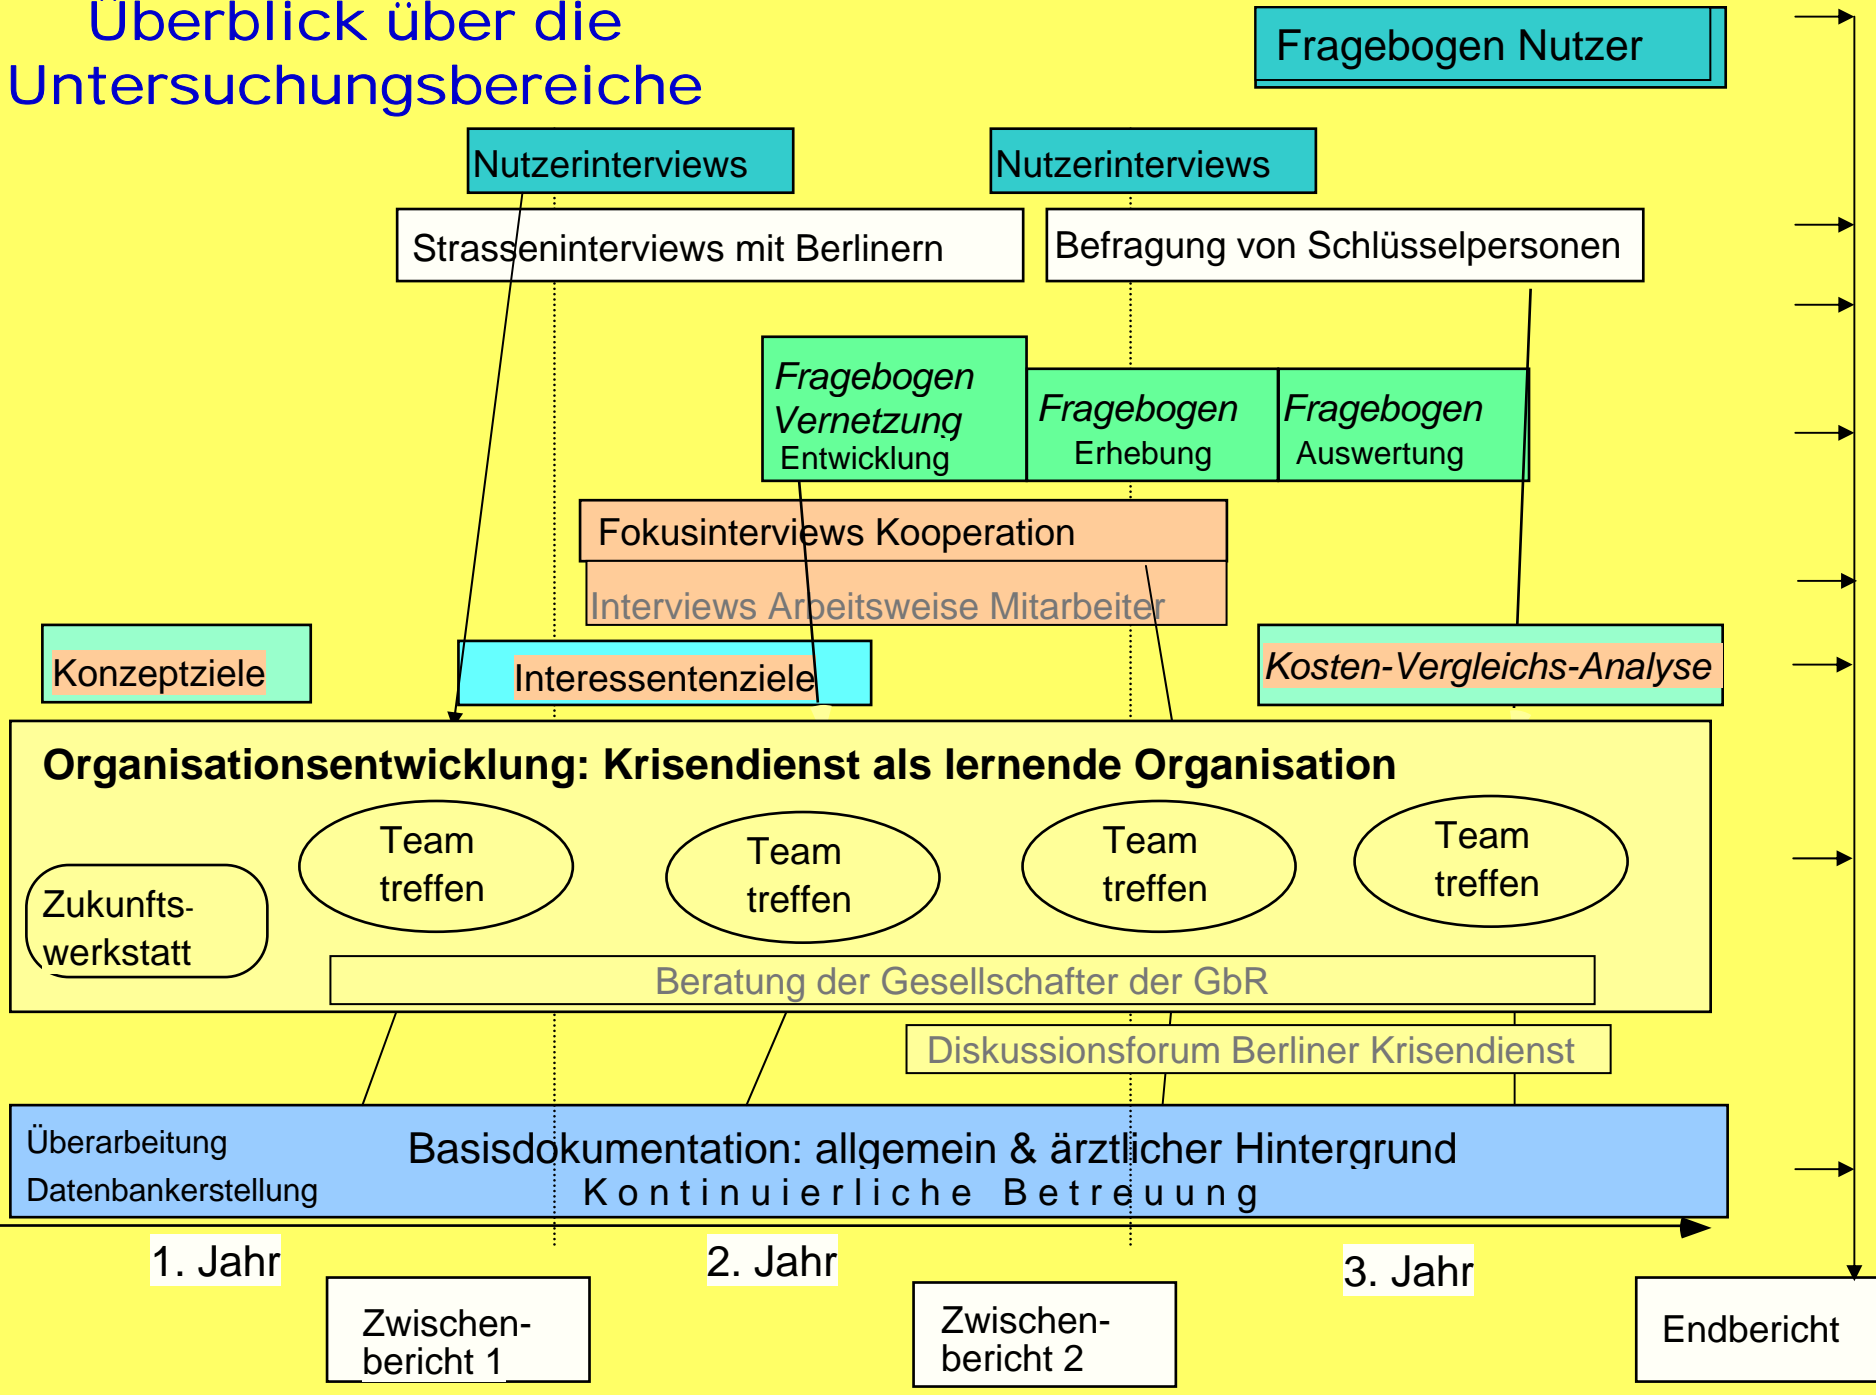 Überblick über die
Untersuchungsbereiche
Fragebogen Nutzer
Nutzerinterviews
Nutzerinterviews
Strasseninterviews mit Berlinern
Befragung von Schlüsselpersonen
Fragebogen
Vernetzung
Entwicklung
Fragebogen
Erhebung
Fragebogen
Auswertung
Fokusinterviews Kooperation
Interviews Arbeitsweise Mitarbeiter
Konzeptziele
Interessentenziele
Kosten-Vergleichs-Analyse
Organisationsentwicklung: Krisendienst als lernende Organisation
Zukunfts-
werkstatt
Team
treffen
Team
treffen
Team
treffen
Team
treffen
Beratung der Gesellschafter der GbR
Diskussionsforum Berliner Krisendienst
Überarbeitung
Datenbankerstellung
Basisdokumentation: allgemein & ärztlicher Hintergrund
Kontinuierliche Betreuung
1. Jahr
2. Jahr
3. Jahr
Zwischen-
bericht 1
Zwischen-
bericht 2
Endbericht